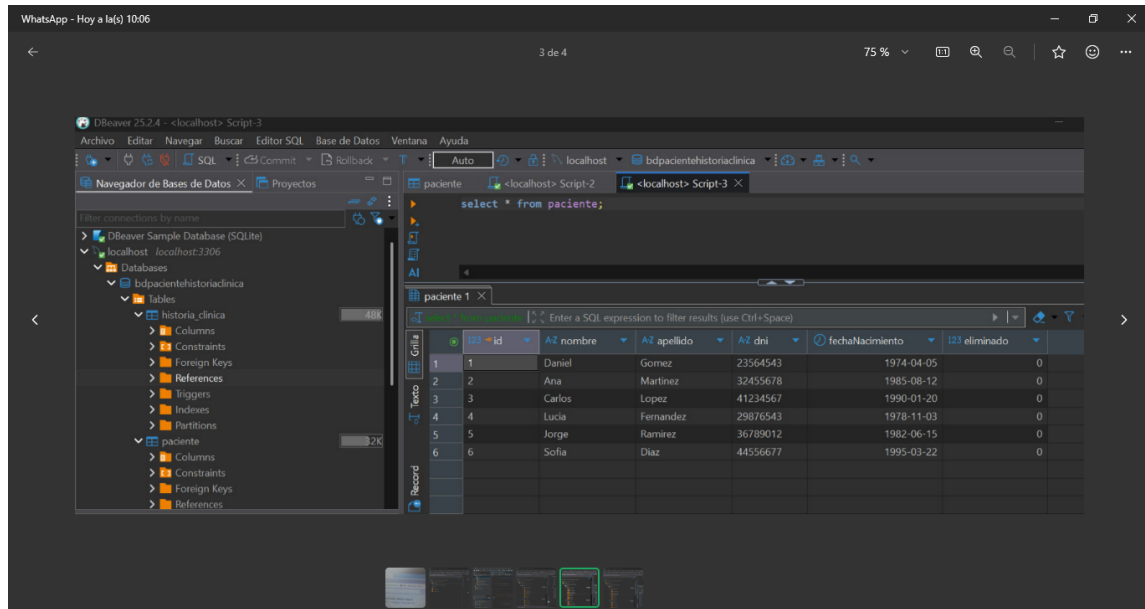 WhatsApp - Hoy a la(s) 10:06
3 de 4
75 %
1:1
DBeaver 25.2.4 - <localhost> Script-3
Archivo Editar Navegar Buscar Editor SQL Base de Datos Ventana Ayuda
SQL Commit Rollback T Auto localhost bdpacientehistoriaclinica
Navegador de Bases de Datos Proyectos
paciente <localhost> Script-2 <localhost> Script-3
Filter connections by name
select * from paciente;
DBeaver Sample Database (SQLite)
localhost localhost:3306
Databases
bdpacientehistoriaclinica
Tables
historia_clinica 48K
Columns
Constraints
Foreign Keys
References
Triggers
Indexes
Partitions
paciente 32K
Columns
Constraints
Foreign Keys
References
AI
paciente 1
Enter a SQL expression to filter results (use Ctrl+Space)
Grilla
Texto
Record
123 id A-Z nombre A-Z apellido A-Z dni fechaNacimiento 123 eliminado
1 1 Daniel Gomez 23564543 1974-04-05 0
2 2 Ana Martinez 32455678 1985-08-12 0
3 3 Carlos Lopez 41234567 1990-01-20 0
4 4 Lucia Fernandez 29876543 1978-11-03 0
5 5 Jorge Ramirez 36789012 1982-06-15 0
6 6 Sofia Diaz 44556677 1995-03-22 0